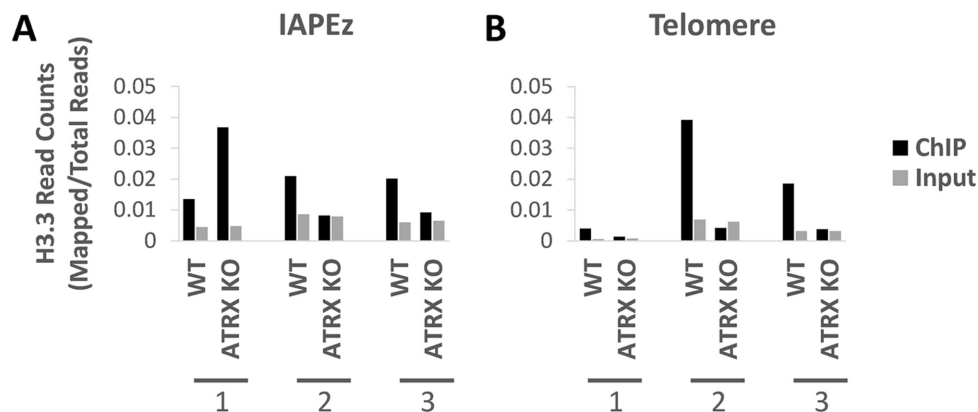 A
IAPEz
B
Telomere
H3.3 Read Counts
(Mapped/Total Reads)
0.05
0.04
0.03
0.02
0.01
0
WT
ATRX KO
WT
ATRX KO
WT
ATRX KO
1
2
3
0.05
0.04
0.03
0.02
0.01
0
WT
ATRX KO
WT
ATRX KO
WT
ATRX KO
1
2
3
ChIP
Input